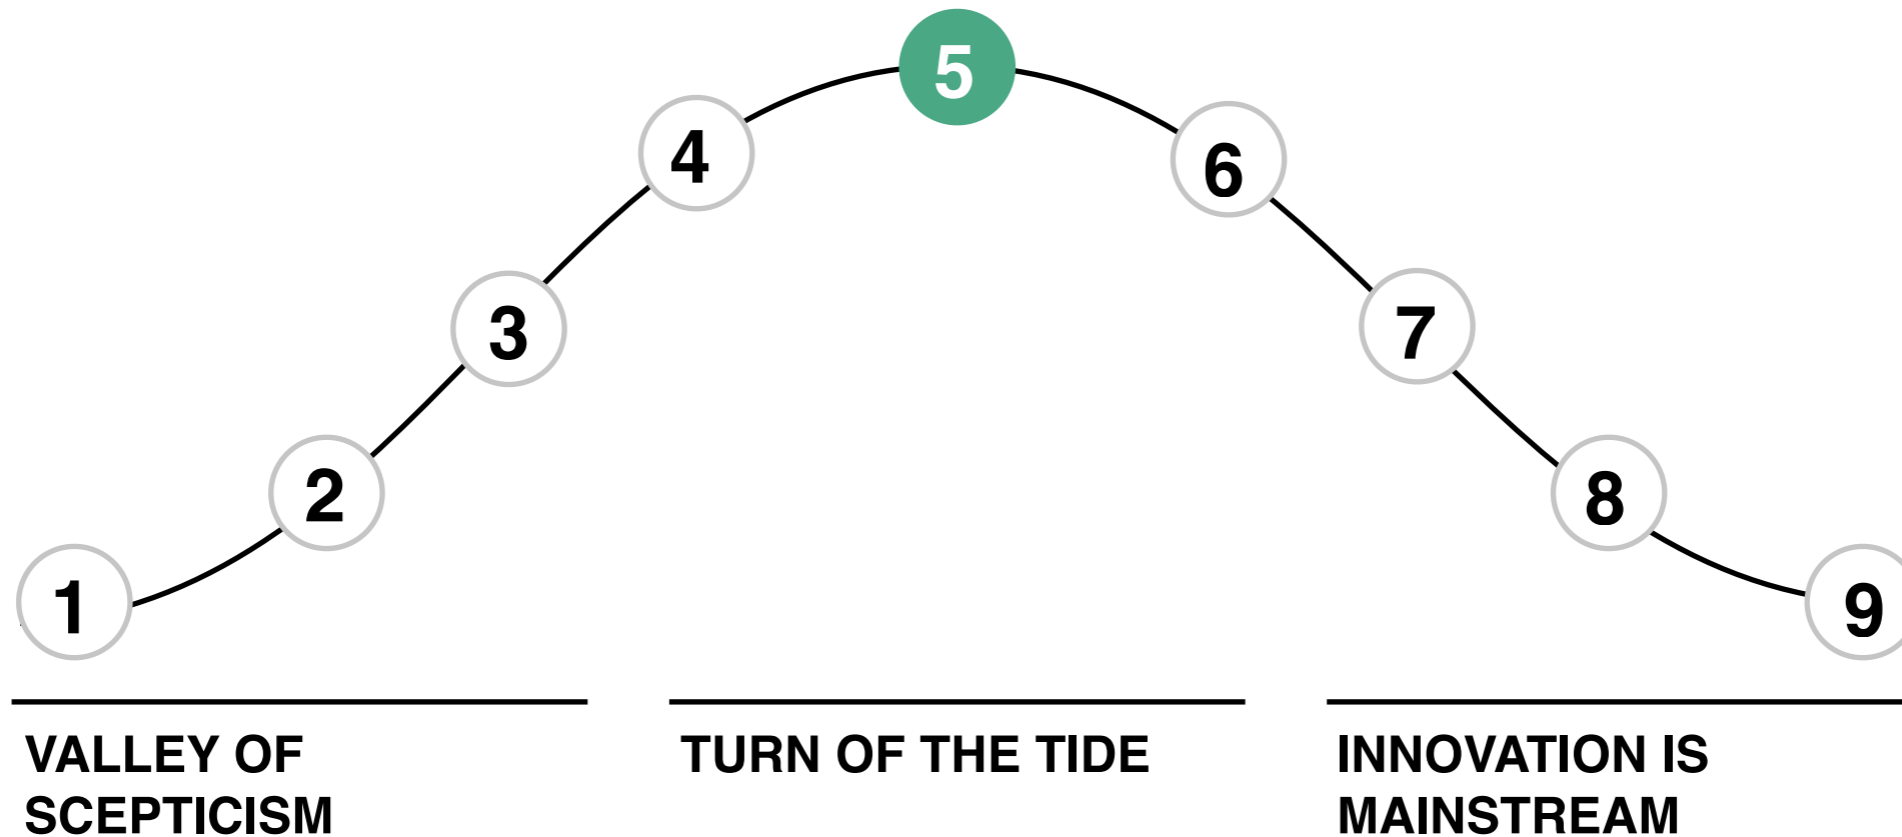 5
4
6
3
7
2
8
1
9
VALLEY OF
SCEPTICISM
TURN OF THE TIDE
INNOVATION IS
MAINSTREAM